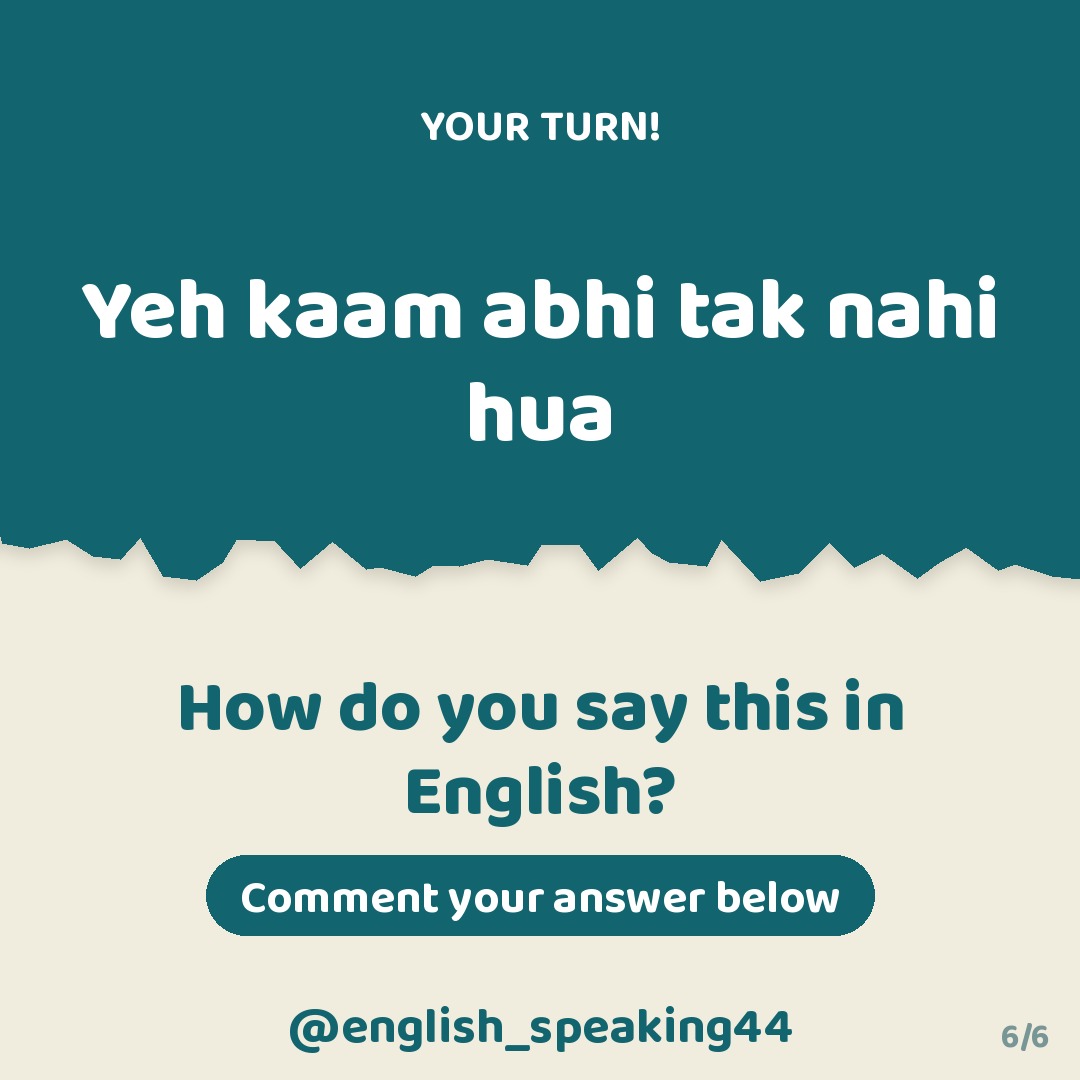 YOUR TURN!
Yeh kaam abhi tak nahi
hua
How do you say this in
English?
Comment your answer below
@english_speaking44
6/6